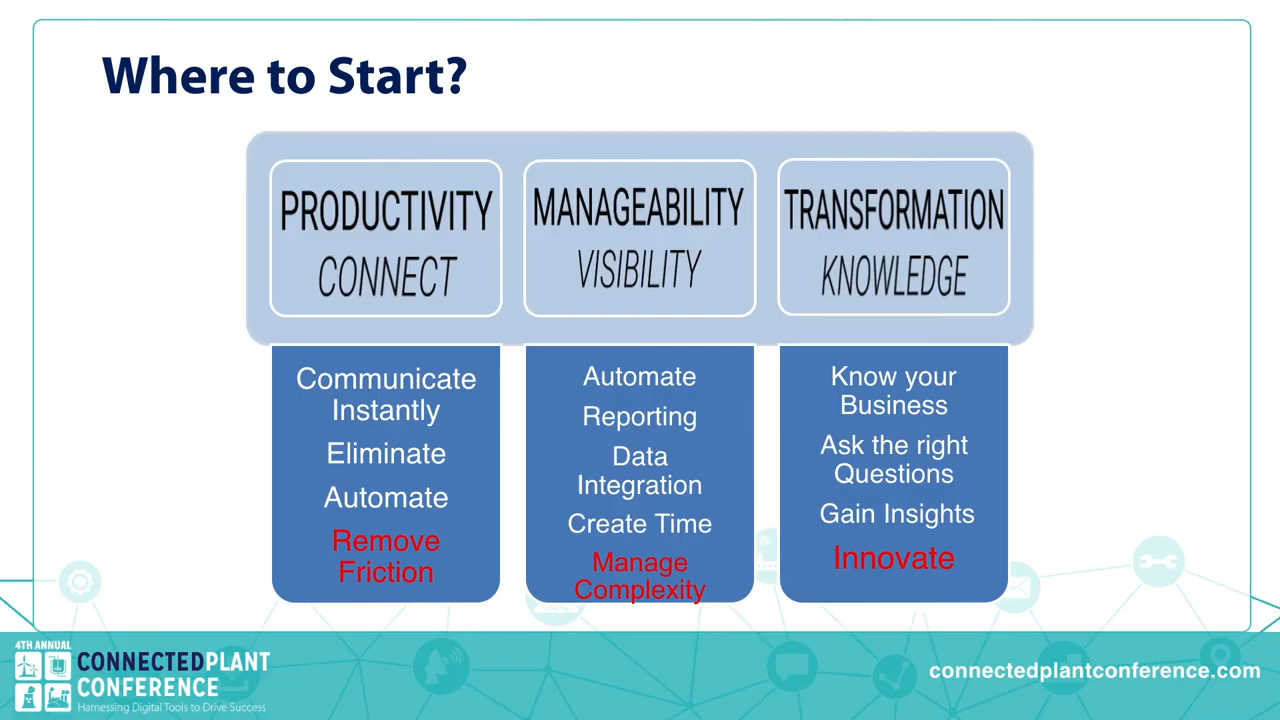 Where to Start?
PRODUCTIVITY
CONNECT
MANAGEABILITY
VISIBILITY
TRANSFORMATION
KNOWLEDGE
Communicate
Instantly
Eliminate
Automate
Remove
Friction
Automate
Reporting
Data
Integration
Create Time
Manage
Complexity
Know your
Business
Ask the right
Questions
Gain Insights
Innovate
4TH ANNUAL
CONNECTEDPLANT
CONFERENCE
Harnessing Digital Tools to Drive Success
connectedplantconference.com